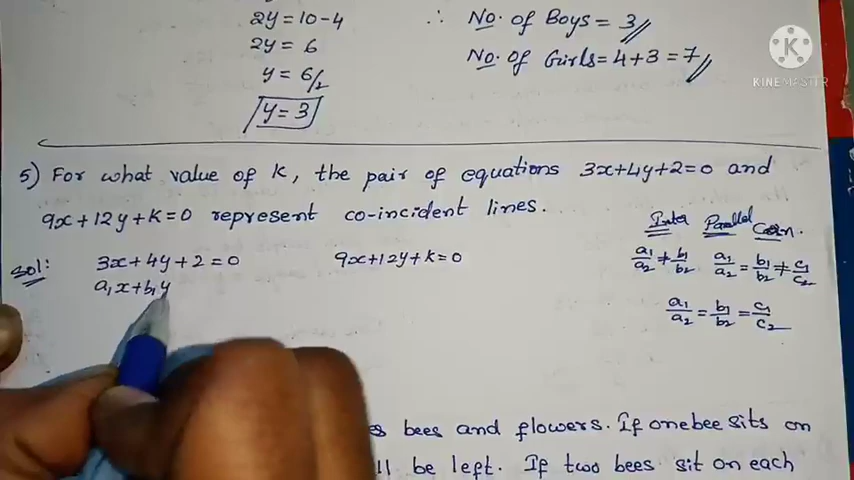 2y = 10-4
2y = 6
y = 6/2
y = 3
∴ No. of Boys = 3
No. of Girls = 4+3 = 7
K
KINEMASTER
5) For what value of K, the pair of equations 3x+4y+2=0 and
9x+12y+K=0 represent co-incident lines.
Sol: 3x+4y+2=0 9x+12y+K=0
a₁x+b₁y
Inter Parallel Coin.
a₁/a₂ ≠ b₁/b₂ a₁/a₂ = b₁/b₂ ≠ c₁/c₂
a₁/a₂ = b₁/b₂ = c₁/c₂
bees and flowers. If one bee sits on
be left. If two bees sit on each